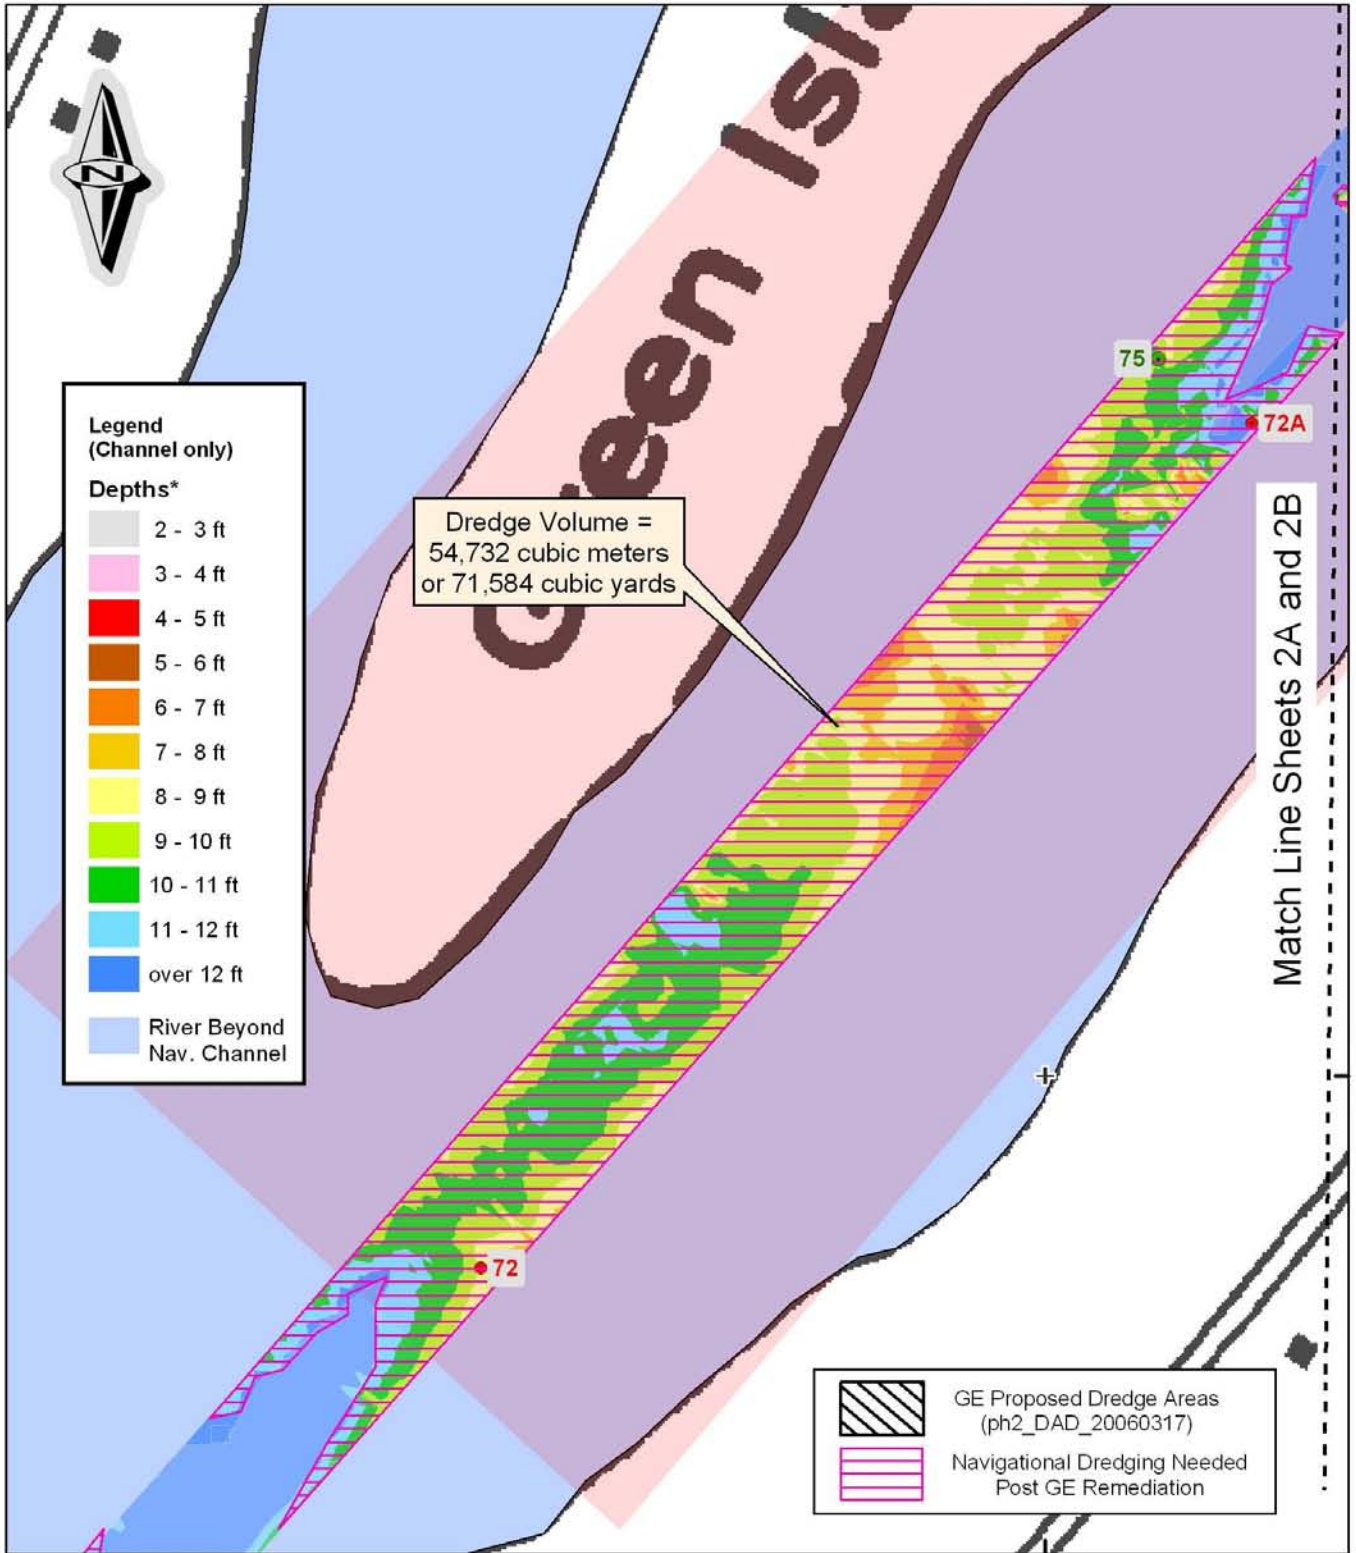 N
Green Isl
75
72A
Legend
(Channel only)
Depths*
2 - 3 ft
3 - 4 ft
4 - 5 ft
5 - 6 ft
6 - 7 ft
7 - 8 ft
8 - 9 ft
9 - 10 ft
10 - 11 ft
11 - 12 ft
over 12 ft
River Beyond
Nav. Channel
Dredge Volume =
54,732 cubic meters
or 71,584 cubic yards
Match Line Sheets 2A and 2B
72
GE Proposed Dredge Areas
(ph2_DAD_20060317)
Navigational Dredging Needed
Post GE Remediation